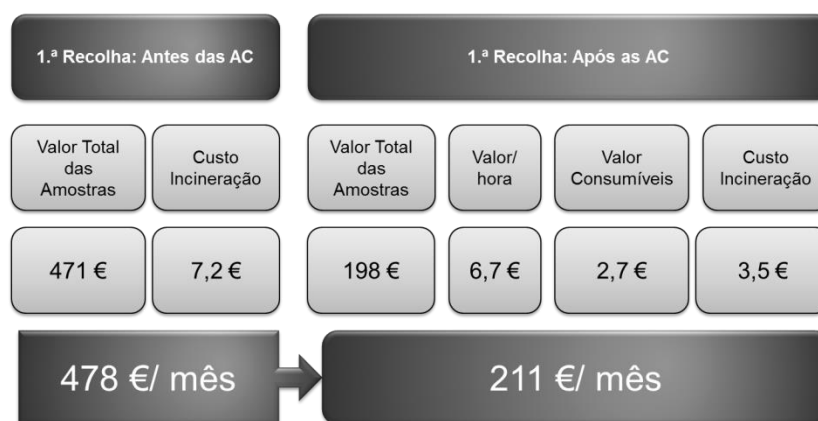 1.ª Recolha: Antes das AC
1.ª Recolha: Após as AC
Valor Total
das
Amostras
Custo
Incineração
Valor Total
das
Amostras
Valor/
hora
Valor
Consumíveis
Custo
Incineração
471 €
7,2 €
198 €
6,7 €
2,7 €
3,5 €
478 €/ mês
211 €/ mês